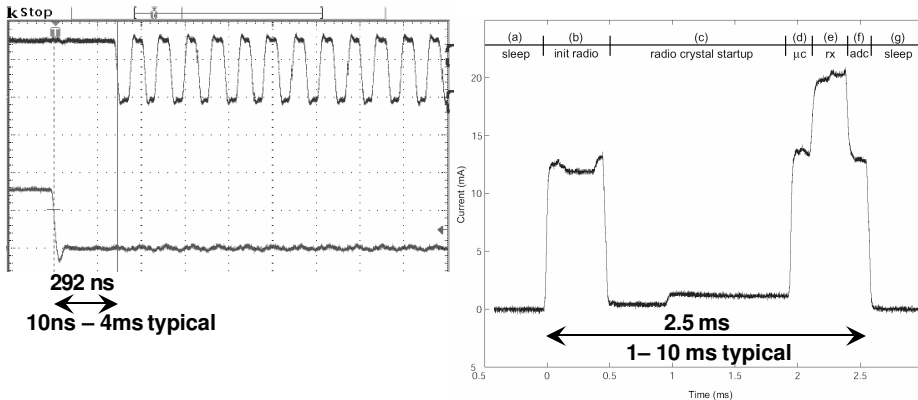 k Stop
T
T
292 ns
10ns – 4ms typical
(a) (b) (c) (d) (e) (f) (g)
sleep init radio radio crystal startup μc rx adc sleep
20
15
10
5
0
5
Current (mA)
2.5 ms
1– 10 ms typical
0.5 0 0.5 1 1.5 2 2.5
Time (ms)